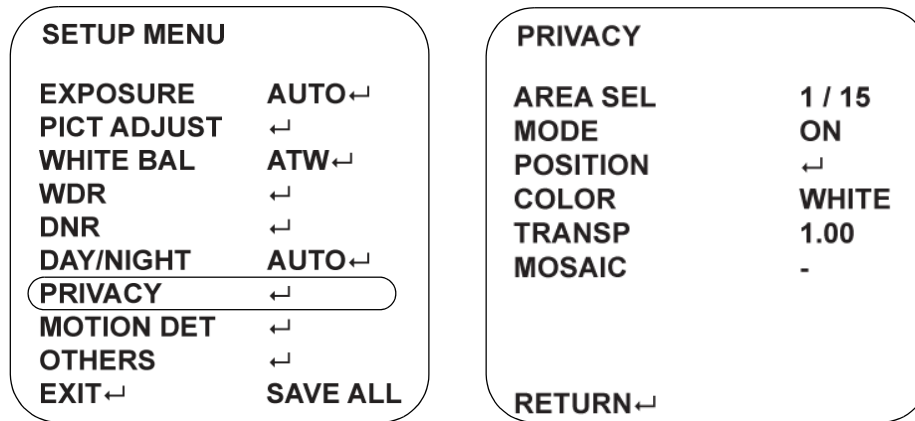 SETUP MENU
EXPOSURE AUTO↵
PICT ADJUST ↵
WHITE BAL ATW↵
WDR ↵
DNR ↵
DAY/NIGHT AUTO↵
PRIVACY ↵
MOTION DET ↵
OTHERS ↵
EXIT↵ SAVE ALL
PRIVACY
AREA SEL 1 / 15
MODE ON
POSITION ↵
COLOR WHITE
TRANSP 1.00
MOSAIC -
RETURN↵